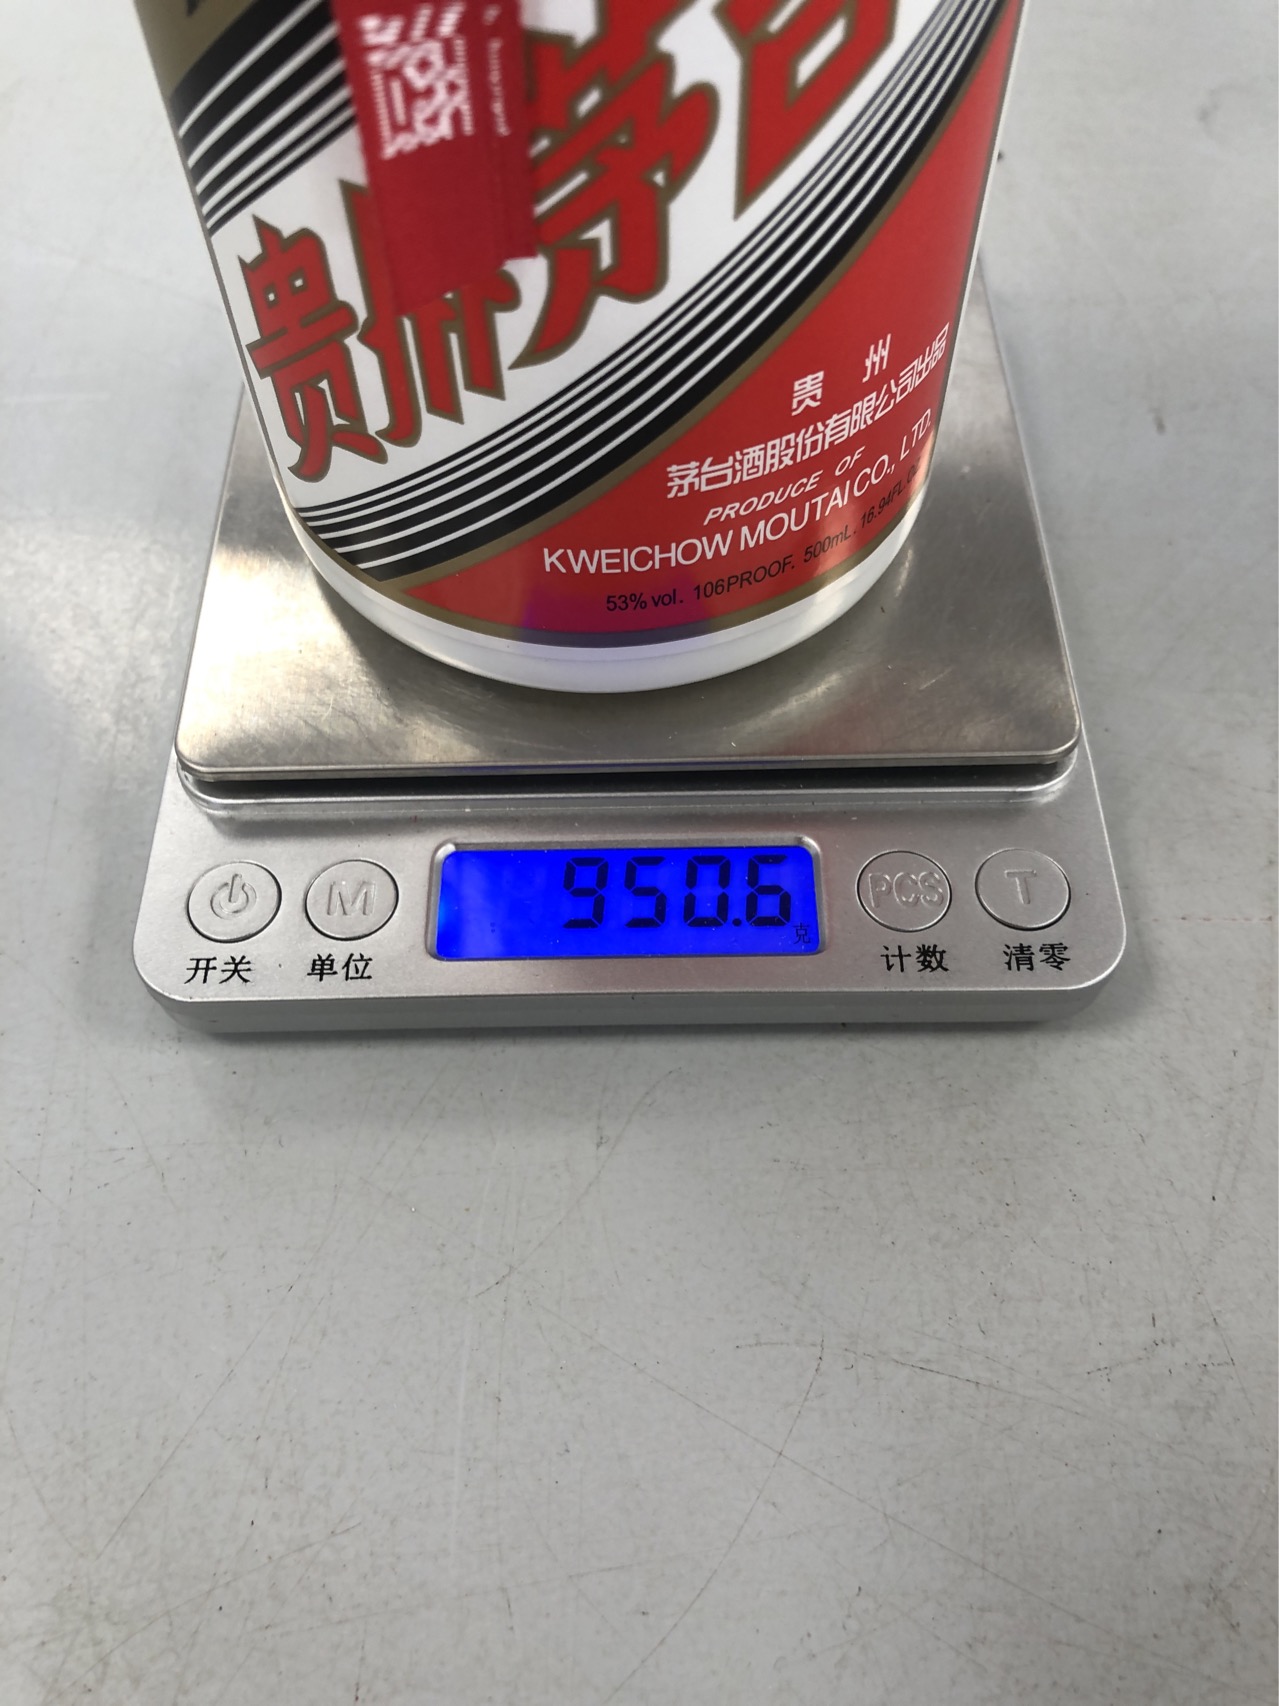 贵州茅台
贵 州
茅台酒股份有限公司出品
PRODUCE OF
KWEICHOW MOUTAI CO., LTD.
53% vol. 106PROOF. 500mL. 16.94FL.
950.6
克
M
PCS
T
开关
单位
计数
清零